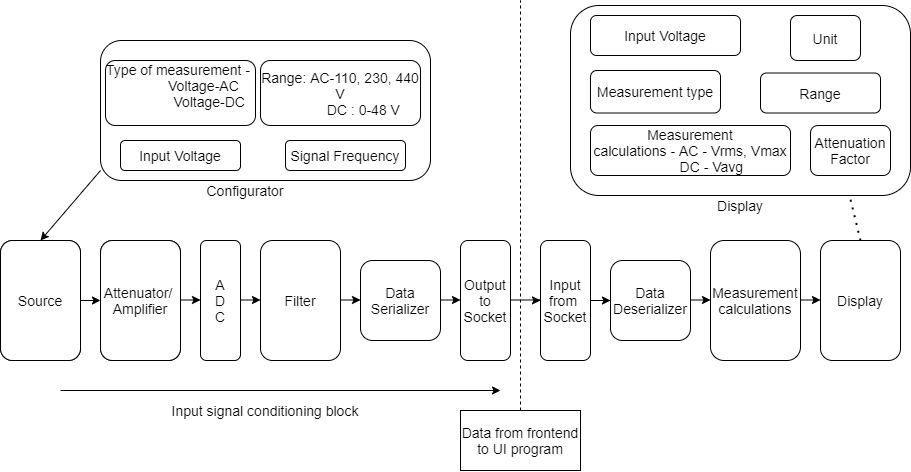 Type of measurement -
Voltage-AC
Voltage-DC
Range: AC-110, 230, 440
V
DC : 0-48 V
Input Voltage
Signal Frequency
Configurator
Input Voltage
Unit
Measurement type
Range
Measurement
calculations - AC - Vrms, Vmax
DC - Vavg
Attenuation
Factor
Display
Source
Attenuator/
Amplifier
A
D
C
Filter
Data
Serializer
Output
to
Socket
Input
from
Socket
Data
Deserializer
Measurement
calculations
Display
Input signal conditioning block
Data from frontend
to UI program